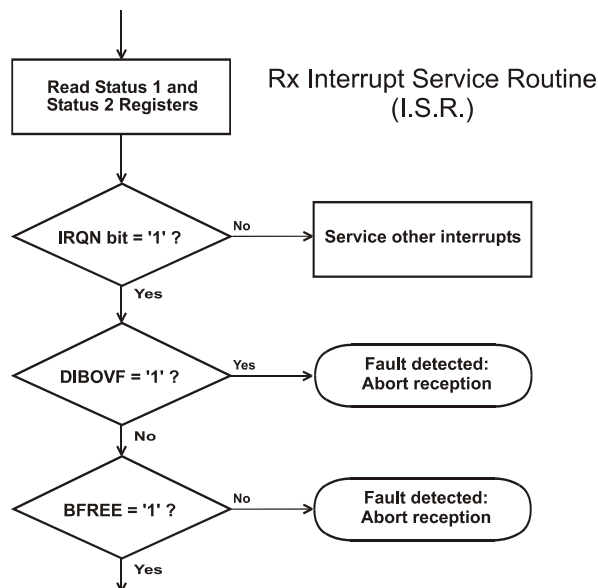 Read Status 1 and
Status 2 Registers
Rx Interrupt Service Routine
(I.S.R.)
IRQN bit = '1' ?
No
Service other interrupts
Yes
DIBOVF = '1' ?
Yes
Fault detected:
Abort reception
No
BFREE = '1' ?
No
Fault detected:
Abort reception
Yes